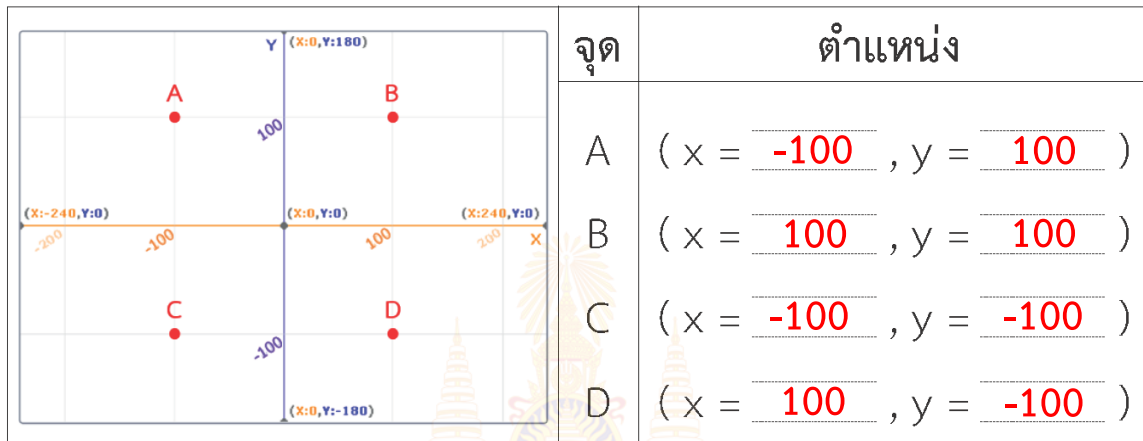 Y (X:0,Y:180)
A
B
100
(X:-240,Y:0) (X:0,Y:0) (X:240,Y:0)
-200 -100 100 200 X
C
D
-100
(X:0,Y:-180)
จุด ตำแหน่ง
A ( x = -100 , y = 100 )
B ( x = 100 , y = 100 )
C ( x = -100 , y = -100 )
D ( x = 100 , y = -100 )